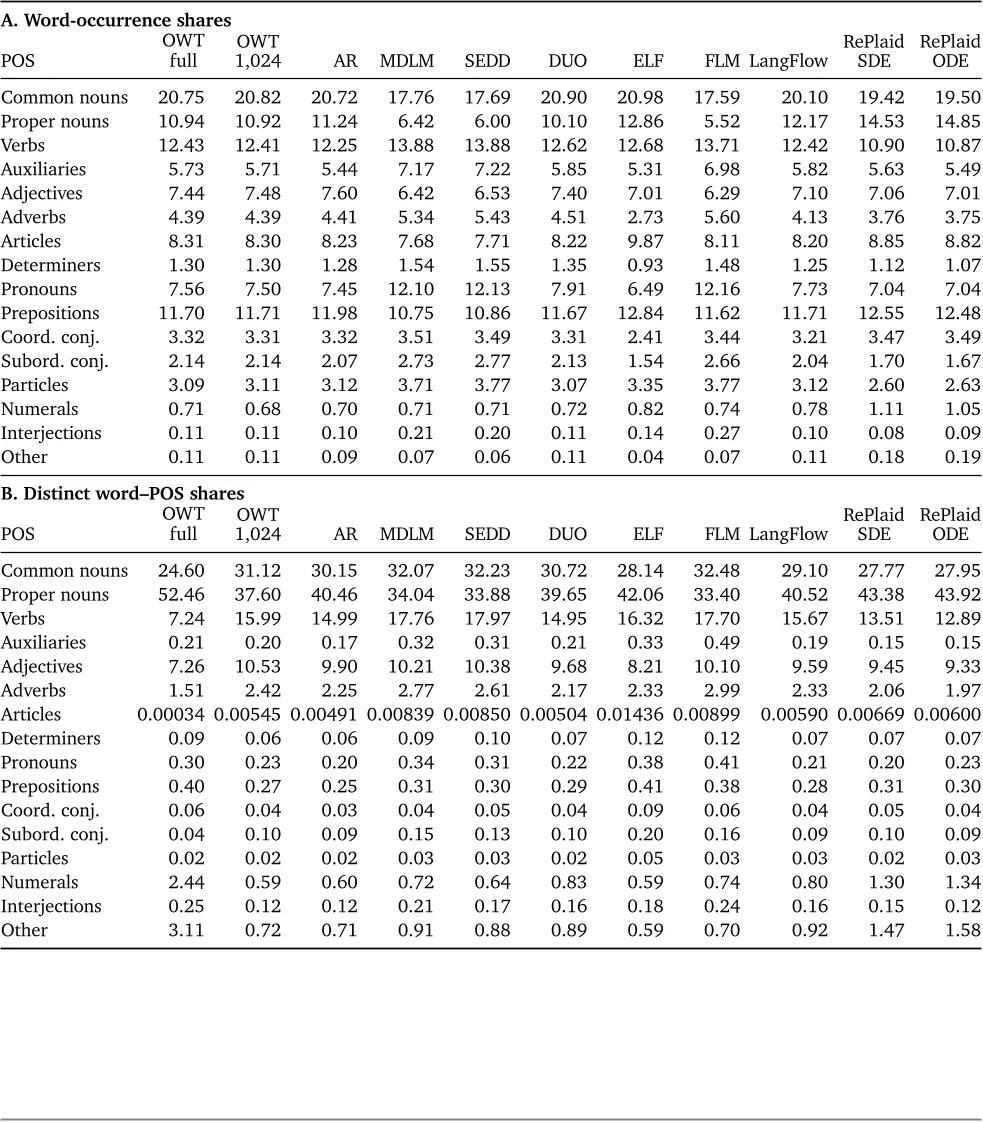 A. Word-occurrence shares
POS OWT full OWT 1,024 AR MDLM SEDD DUO ELF FLM LangFlow RePlaid SDE RePlaid ODE
Common nouns 20.75 20.82 20.72 17.76 17.69 20.90 20.98 17.59 20.10 19.42 19.50
Proper nouns 10.94 10.92 11.24 6.42 6.00 10.10 12.86 5.52 12.17 14.53 14.85
Verbs 12.43 12.41 12.25 13.88 13.88 12.62 12.68 13.71 12.42 10.90 10.87
Auxiliaries 5.73 5.71 5.44 7.17 7.22 5.85 5.31 6.98 5.82 5.63 5.49
Adjectives 7.44 7.48 7.60 6.42 6.53 7.40 7.01 6.29 7.10 7.06 7.01
Adverbs 4.39 4.39 4.41 5.34 5.43 4.51 2.73 5.60 4.13 3.76 3.75
Articles 8.31 8.30 8.23 7.68 7.71 8.22 9.87 8.11 8.20 8.85 8.82
Determiners 1.30 1.30 1.28 1.54 1.55 1.35 0.93 1.48 1.25 1.12 1.07
Pronouns 7.56 7.50 7.45 12.10 12.13 7.91 6.49 12.16 7.73 7.04 7.04
Prepositions 11.70 11.71 11.98 10.75 10.86 11.67 12.84 11.62 11.71 12.55 12.48
Coord. conj. 3.32 3.31 3.32 3.51 3.49 3.31 2.41 3.44 3.21 3.47 3.49
Subord. conj. 2.14 2.14 2.07 2.73 2.77 2.13 1.54 2.66 2.04 1.70 1.67
Particles 3.09 3.11 3.12 3.71 3.77 3.07 3.35 3.77 3.12 2.60 2.63
Numerals 0.71 0.68 0.70 0.71 0.71 0.72 0.82 0.74 0.78 1.11 1.05
Interjections 0.11 0.11 0.10 0.21 0.20 0.11 0.14 0.27 0.10 0.08 0.09
Other 0.11 0.11 0.09 0.07 0.06 0.11 0.04 0.07 0.11 0.18 0.19
B. Distinct word–POS shares
POS OWT full OWT 1,024 AR MDLM SEDD DUO ELF FLM LangFlow RePlaid SDE RePlaid ODE
Common nouns 24.60 31.12 30.15 32.07 32.23 30.72 28.14 32.48 29.10 27.77 27.95
Proper nouns 52.46 37.60 40.46 34.04 33.88 39.65 42.06 33.40 40.52 43.38 43.92
Verbs 7.24 15.99 14.99 17.76 17.97 14.95 16.32 17.70 15.67 13.51 12.89
Auxiliaries 0.21 0.20 0.17 0.32 0.31 0.21 0.33 0.49 0.19 0.15 0.15
Adjectives 7.26 10.53 9.90 10.21 10.38 9.68 8.21 10.10 9.59 9.45 9.33
Adverbs 1.51 2.42 2.25 2.77 2.61 2.17 2.33 2.99 2.33 2.06 1.97
Articles 0.00034 0.00545 0.00491 0.00839 0.00850 0.00504 0.01436 0.00899 0.00590 0.00669 0.00600
Determiners 0.09 0.06 0.06 0.09 0.10 0.07 0.12 0.12 0.07 0.07 0.07
Pronouns 0.30 0.23 0.20 0.34 0.31 0.22 0.38 0.41 0.21 0.20 0.23
Prepositions 0.40 0.27 0.25 0.31 0.30 0.29 0.41 0.38 0.28 0.31 0.30
Coord. conj. 0.06 0.04 0.03 0.04 0.05 0.04 0.09 0.06 0.04 0.05 0.04
Subord. conj. 0.04 0.10 0.09 0.15 0.13 0.10 0.20 0.16 0.09 0.10 0.09
Particles 0.02 0.02 0.02 0.03 0.03 0.02 0.05 0.03 0.03 0.02 0.03
Numerals 2.44 0.59 0.60 0.72 0.64 0.83 0.59 0.74 0.80 1.30 1.34
Interjections 0.25 0.12 0.12 0.21 0.17 0.16 0.18 0.24 0.16 0.15 0.12
Other 3.11 0.72 0.71 0.91 0.88 0.89 0.59 0.70 0.92 1.47 1.58